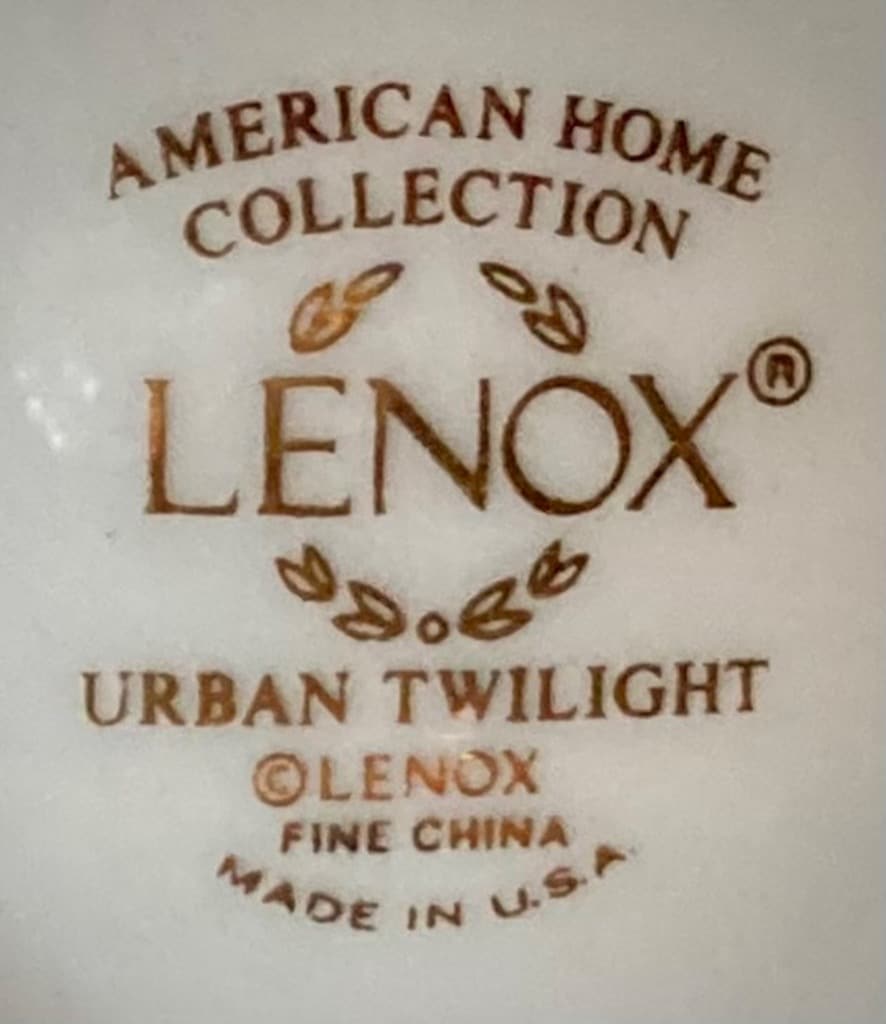 AMERICAN HOME
COLLECTION
LENOX®
URBAN TWILIGHT
©LENOX
FINE CHINA
MADE IN U.S.A.